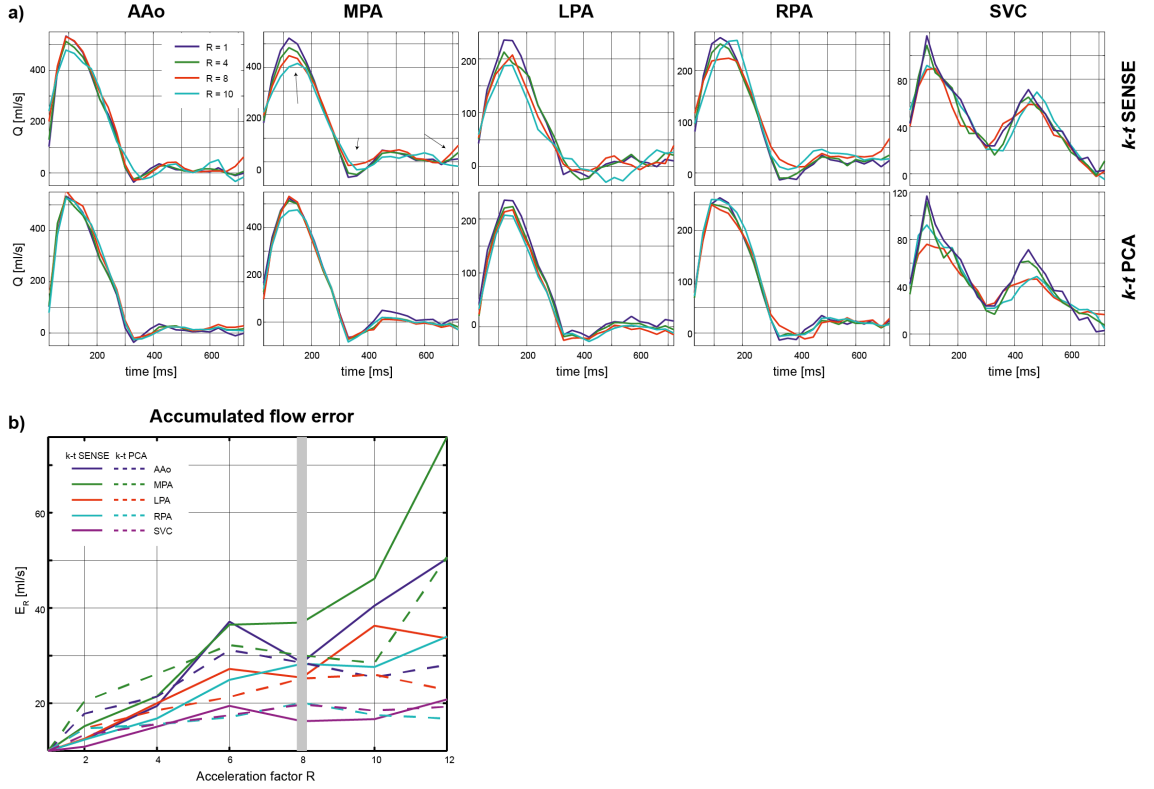 a)
AAo
MPA
LPA
RPA
SVC
Q [ml/s]
400
200
0
R = 1
R = 4
R = 8
R = 10
400
200
0
200
100
0
200
100
0
80
40
0
k-t SENSE
Q [ml/s]
400
200
0
400
200
0
200
100
0
200
100
0
120
80
40
0
k-t PCA
200
400
600
200
400
600
200
400
600
200
400
600
200
400
600
time [ms]
time [ms]
time [ms]
time [ms]
time [ms]
b)
Accumulated flow error
k-t SENSE k-t PCA
AAo
MPA
LPA
RPA
SVC
E_R [ml/s]
60
40
20
2
4
6
8
10
12
Acceleration factor R